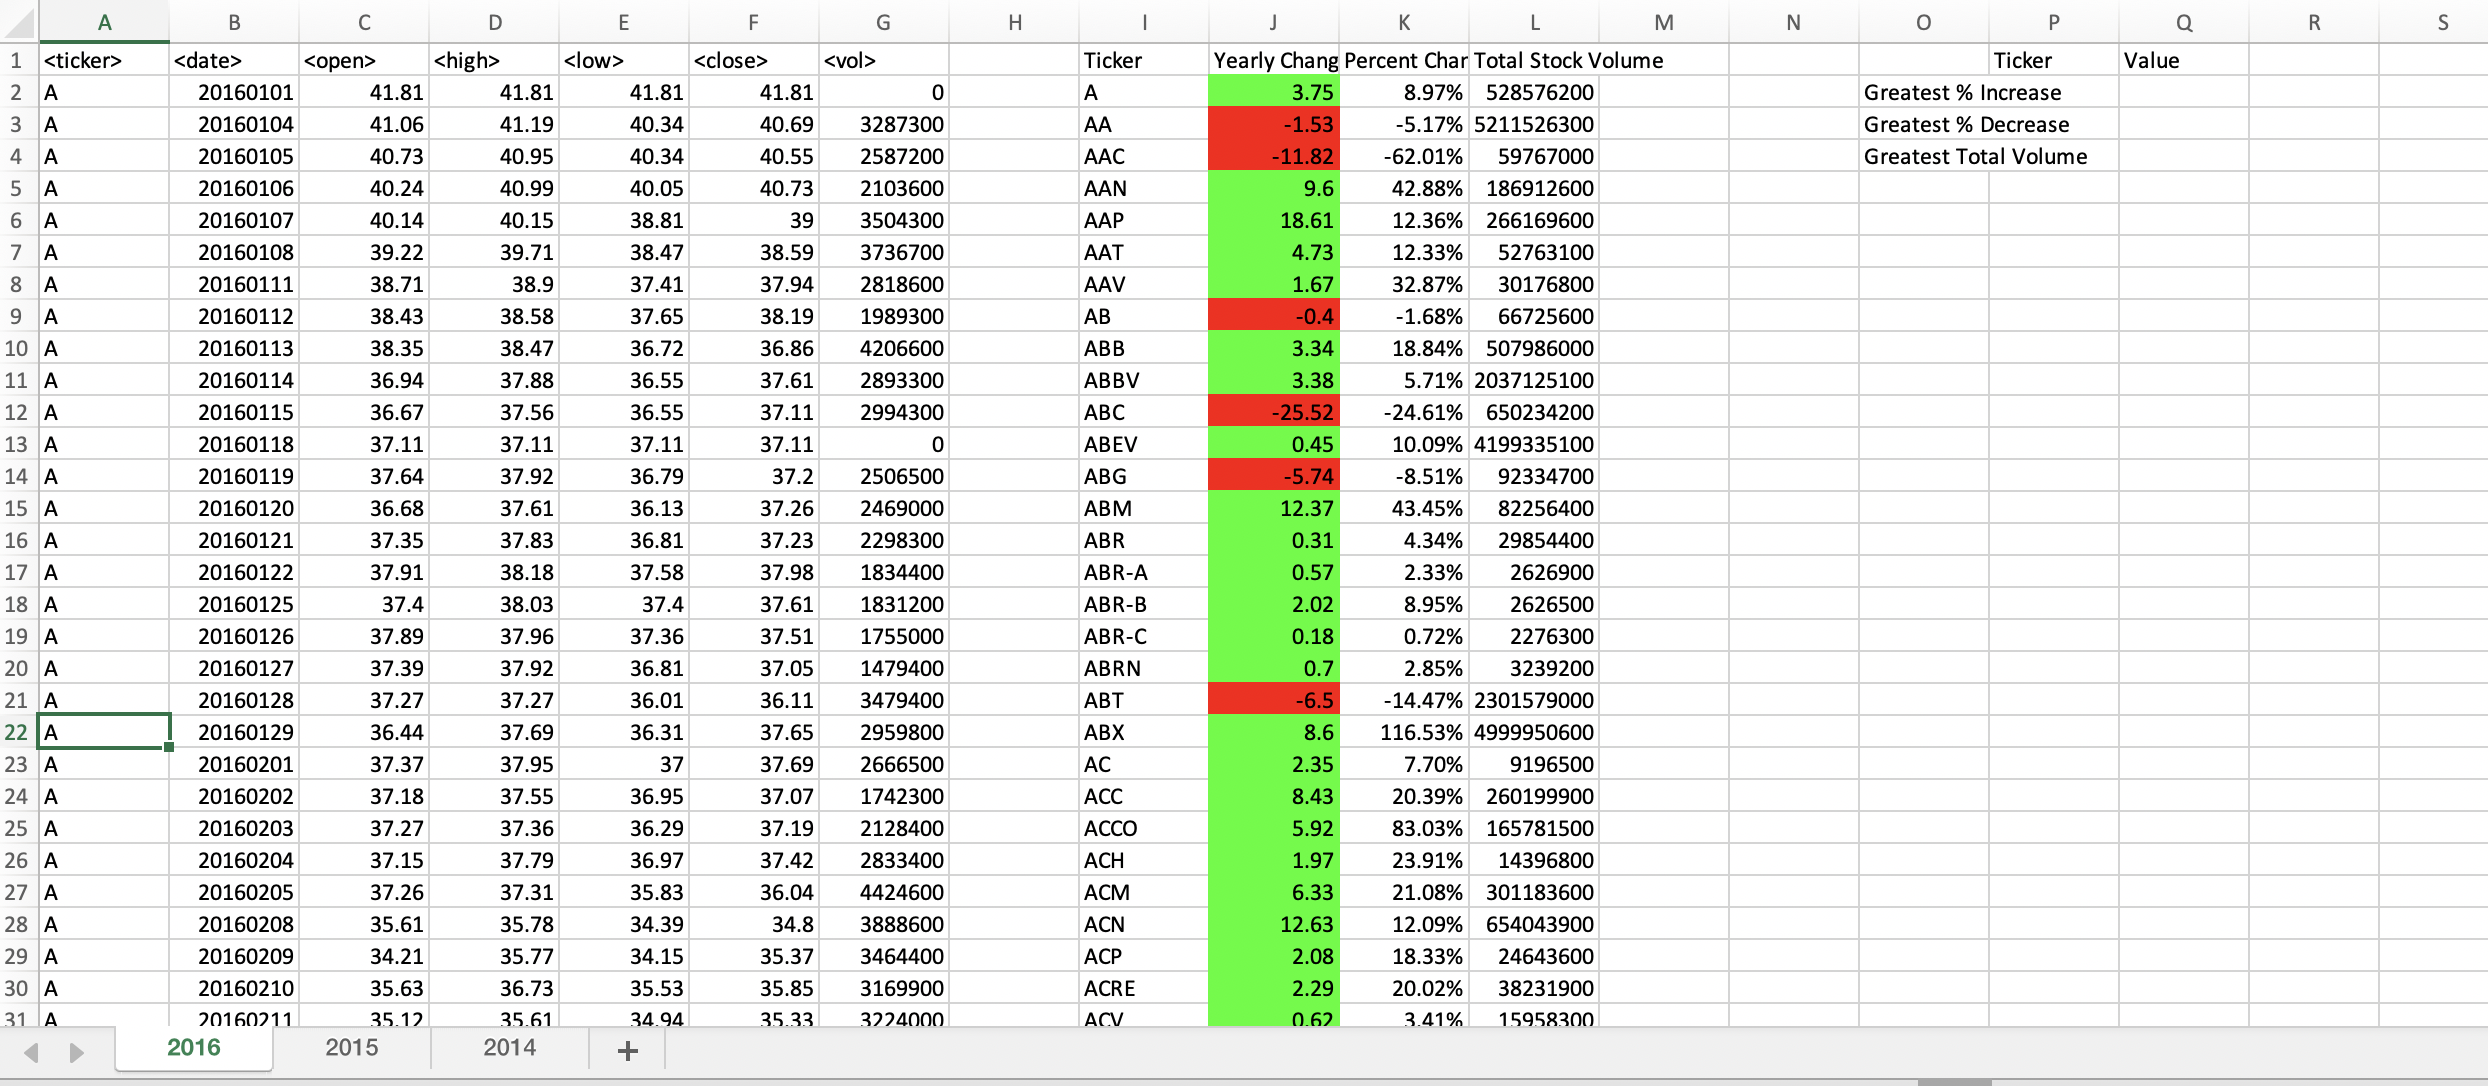 A B C D E F G H I J K L M N O P Q R S
1 <ticker> <date> <open> <high> <low> <close> <vol> Ticker Yearly Chang Percent Char Total Stock Volume Ticker Value
2 A 20160101 41.81 41.81 41.81 41.81 0 A 3.75 8.97% 528576200 Greatest % Increase
3 A 20160104 41.06 41.19 40.34 40.69 3287300 AA -1.53 -5.17% 5211526300 Greatest % Decrease
4 A 20160105 40.73 40.95 40.34 40.55 2587200 AAC -11.82 -62.01% 59767000 Greatest Total Volume
5 A 20160106 40.24 40.99 40.05 40.73 2103600 AAN 9.6 42.88% 186912600
6 A 20160107 40.14 40.15 38.81 39 3504300 AAP 18.61 12.36% 266169600
7 A 20160108 39.22 39.71 38.47 38.59 3736700 AAT 4.73 12.33% 52763100
8 A 20160111 38.71 38.9 37.41 37.94 2818600 AAV 1.67 32.87% 30176800
9 A 20160112 38.43 38.58 37.65 38.19 1989300 AB -0.4 -1.68% 66725600
10 A 20160113 38.35 38.47 36.72 36.86 4206600 ABB 3.34 18.84% 507986000
11 A 20160114 36.94 37.88 36.55 37.61 2893300 ABBV 3.38 5.71% 2037125100
12 A 20160115 36.67 37.56 36.55 37.11 2994300 ABC -25.52 -24.61% 650234200
13 A 20160118 37.11 37.11 37.11 37.11 0 ABEV 0.45 10.09% 4199335100
14 A 20160119 37.64 37.92 36.79 37.2 2506500 ABG -5.74 -8.51% 92334700
15 A 20160120 36.68 37.61 36.13 37.26 2469000 ABM 12.37 43.45% 82256400
16 A 20160121 37.35 37.83 36.81 37.23 2298300 ABR 0.31 4.34% 29854400
17 A 20160122 37.91 38.18 37.58 37.98 1834400 ABR-A 0.57 2.33% 2626900
18 A 20160125 37.4 38.03 37.4 37.61 1831200 ABR-B 2.02 8.95% 2626500
19 A 20160126 37.89 37.96 37.36 37.51 1755000 ABR-C 0.18 0.72% 2276300
20 A 20160127 37.39 37.92 36.81 37.05 1479400 ABRN 0.7 2.85% 3239200
21 A 20160128 37.27 37.27 36.01 36.11 3479400 ABT -6.5 -14.47% 2301579000
22 A 20160129 36.44 37.69 36.31 37.65 2959800 ABX 8.6 116.53% 4999950600
23 A 20160201 37.37 37.95 37 37.69 2666500 AC 2.35 7.70% 9196500
24 A 20160202 37.18 37.55 36.95 37.07 1742300 ACC 8.43 20.39% 260199900
25 A 20160203 37.27 37.36 36.29 37.19 2128400 ACCO 5.92 83.03% 165781500
26 A 20160204 37.15 37.79 36.97 37.42 2833400 ACH 1.97 23.91% 14396800
27 A 20160205 37.26 37.31 35.83 36.04 4424600 ACM 6.33 21.08% 301183600
28 A 20160208 35.61 35.78 34.39 34.8 3888600 ACN 12.63 12.09% 654043900
29 A 20160209 34.21 35.77 34.15 35.37 3464400 ACP 2.08 18.33% 24643600
30 A 20160210 35.63 36.73 35.53 35.85 3169900 ACRE 2.29 20.02% 38231900
31 A 20160211 35.12 35.61 34.94 35.33 3224000 ACV 0.62 3.41% 15958300
2016 2015 2014 +